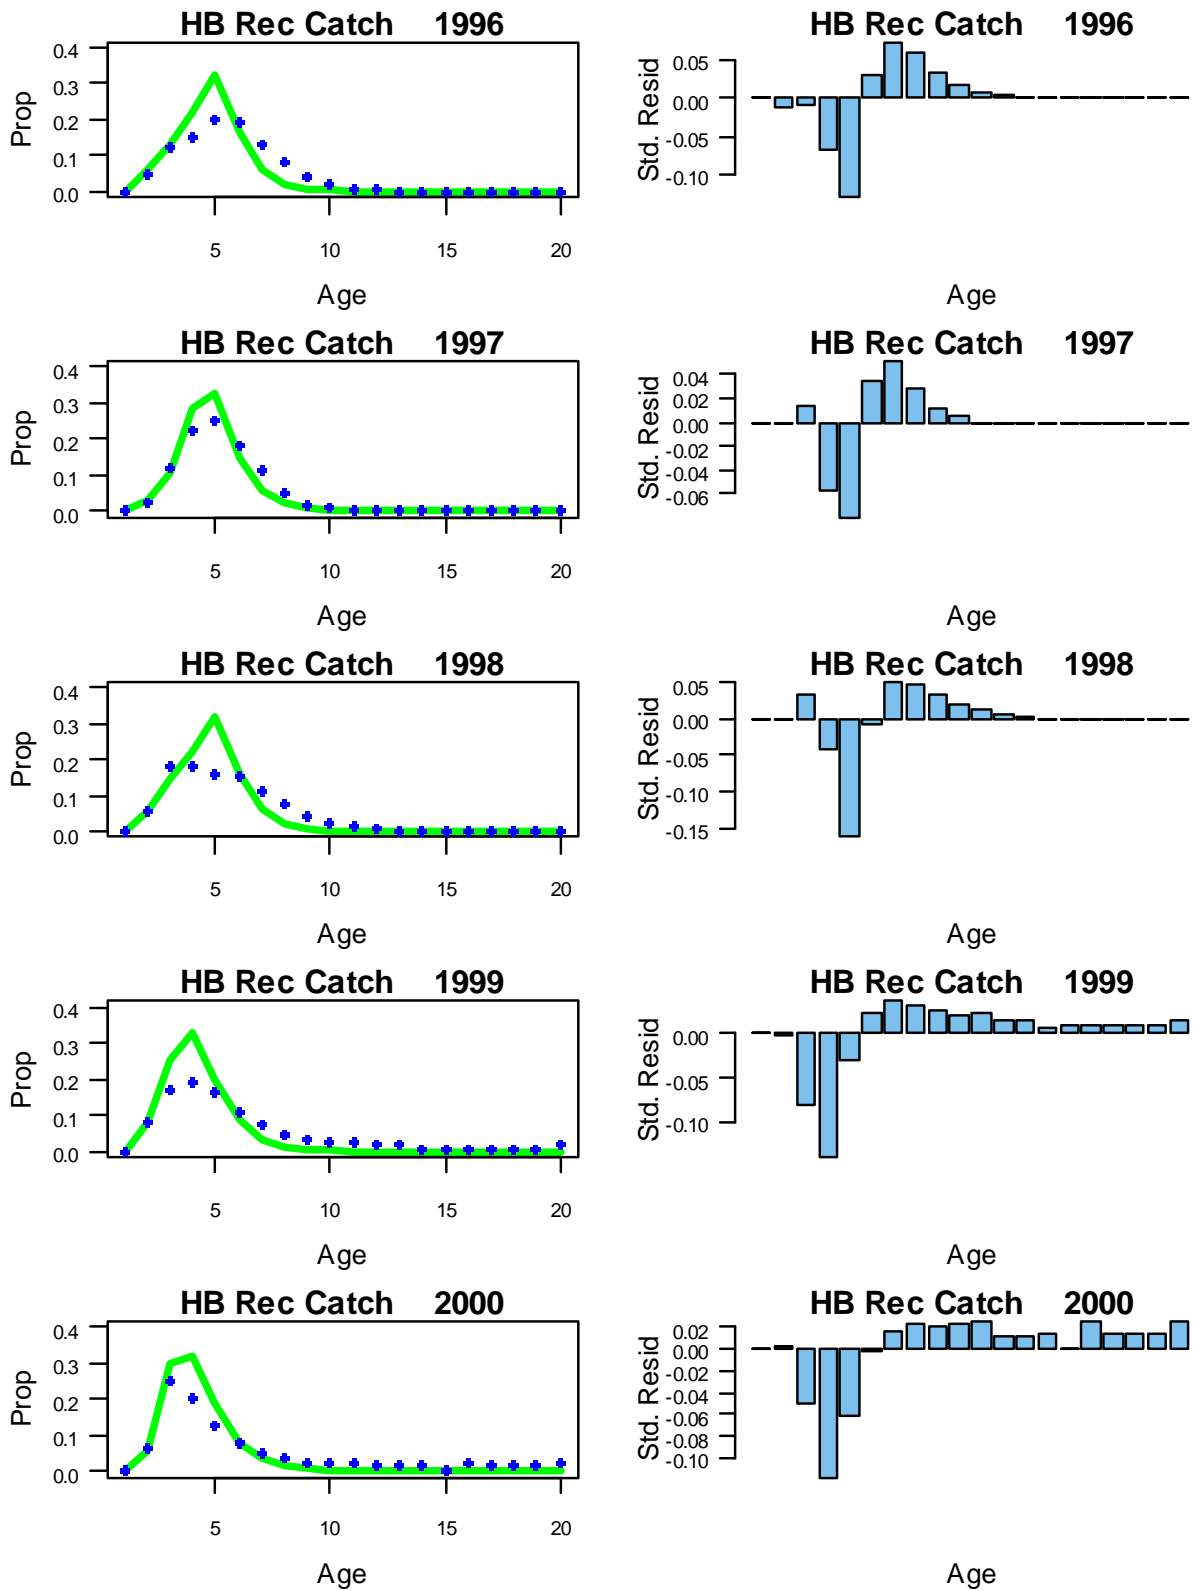 HB Rec Catch 1996
Prop
0.4
0.3
0.2
0.1
0.0
5 10 15 20
Age
HB Rec Catch 1996
Std. Resid
0.05
0.00
-0.05
-0.10
Age
HB Rec Catch 1997
Prop
0.4
0.3
0.2
0.1
0.0
5 10 15 20
Age
HB Rec Catch 1997
Std. Resid
0.04
0.02
0.00
-0.02
-0.04
-0.06
Age
HB Rec Catch 1998
Prop
0.4
0.3
0.2
0.1
0.0
5 10 15 20
Age
HB Rec Catch 1998
Std. Resid
0.05
0.00
-0.05
-0.10
-0.15
Age
HB Rec Catch 1999
Prop
0.4
0.3
0.2
0.1
0.0
5 10 15 20
Age
HB Rec Catch 1999
Std. Resid
0.00
-0.05
-0.10
Age
HB Rec Catch 2000
Prop
0.4
0.3
0.2
0.1
0.0
5 10 15 20
Age
HB Rec Catch 2000
Std. Resid
0.02
0.00
-0.02
-0.04
-0.06
-0.08
-0.10
Age